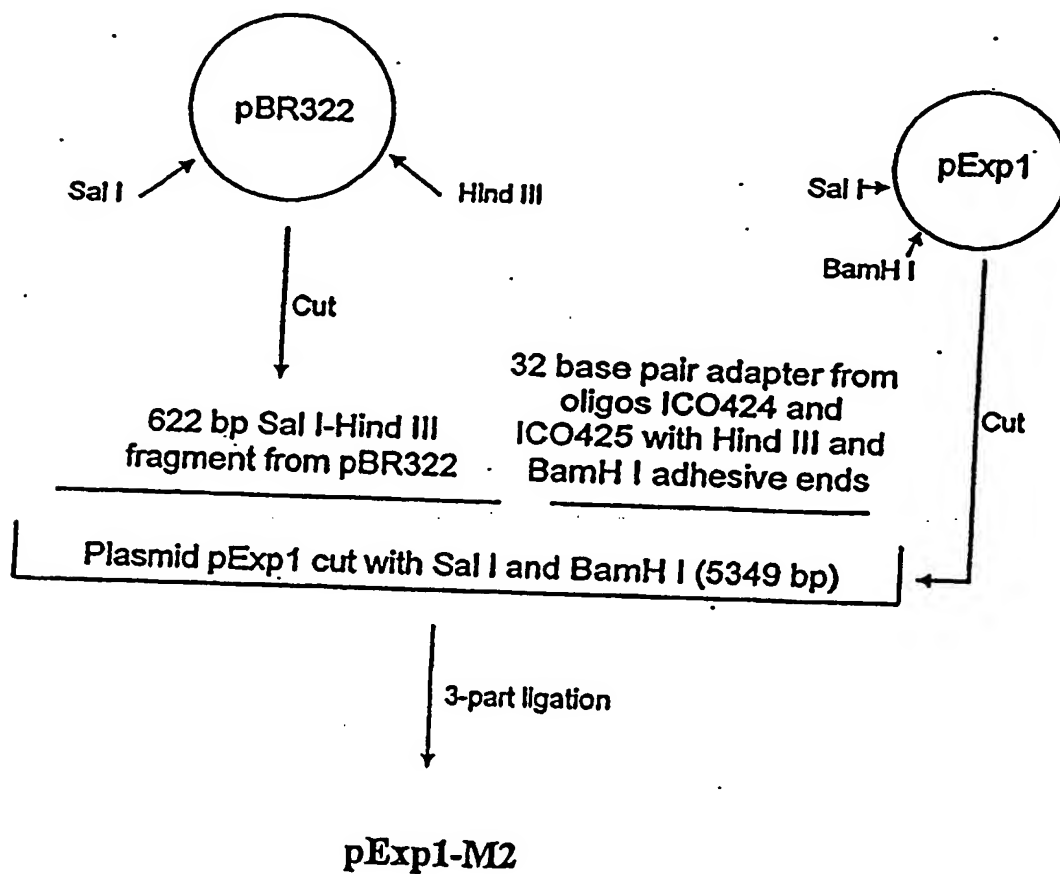 pBR322
pExp1
Sal I
Hind III
Sal I
BamH I
Cut
32 base pair adapter from
oligos ICO424 and
ICO425 with Hind III and
BamH I adhesive ends
Cut
622 bp Sal I-Hind III
fragment from pBR322
Plasmid pExp1 cut with Sal I and BamH I (5349 bp)
3-part ligation
pExp1-M2